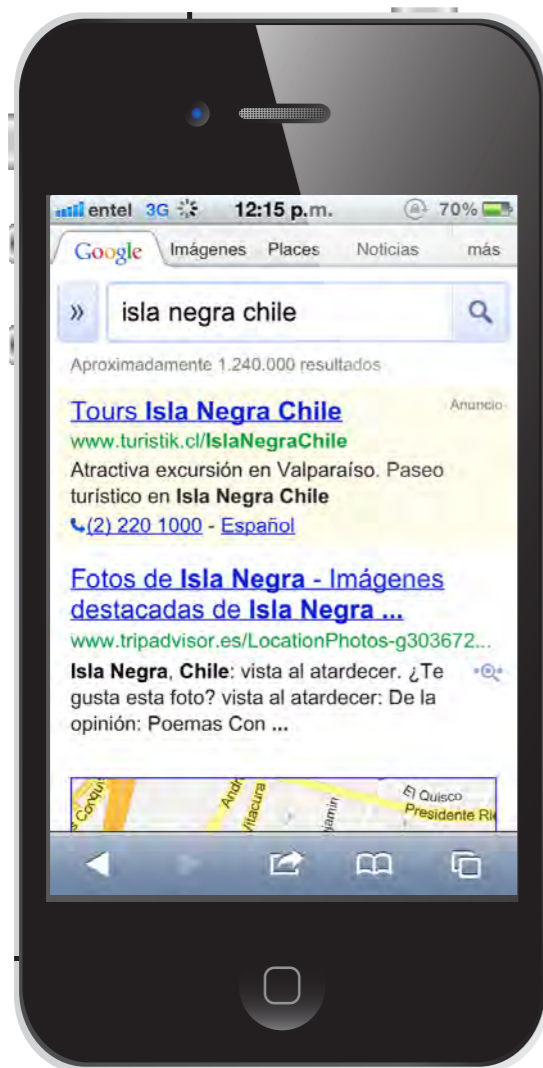 entel 3G 12:15 p.m. 70%
Google Imágenes Places Noticias más
» isla negra chile
Aproximadamente 1.240.000 resultados
Tours Isla Negra Chile Anuncio
www.turistik.cl/IslaNegraChile
Atractiva excursión en Valparaíso. Paseo
turístico en Isla Negra Chile
(2) 220 1000 - Español
Fotos de Isla Negra - Imágenes
destacadas de Isla Negra ...
www.tripadvisor.es/LocationPhotos-g303672...
Isla Negra, Chile: vista al atardecer. ¿Te
gusta esta foto? vista al atardecer: De la
opinión: Poemas Con ...
El Quisco
Vitacura